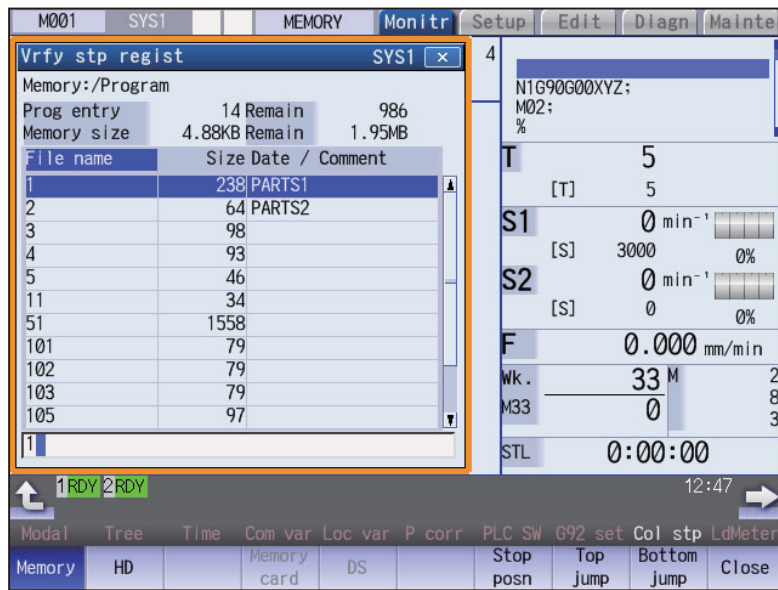 M001 SYS1 MEMORY Monitr Setup Edit Diagn Mainte
Vrfy stp regist SYS1 ×
Memory:/Program
Prog entry 14 Remain 986
Memory size 4.88KB Remain 1.95MB
File name Size Date / Comment
1 238 PARTS1
2 64 PARTS2
3 98
4 93
5 46
11 34
51 1558
101 79
102 79
103 79
105 97
1
4
N1G90G00XYZ;
M02;
%
T 5
[T] 5
S1 0 min⁻¹
[S] 3000 0%
S2 0 min⁻¹
[S] 0 0%
F 0.000 mm/min
Wk. 33 M 2
8
M33 0 3
STL 0:00:00
1RDY 2RDY 12:47
Modal Tree Time Com var Loc var P corr PLC SW G92 set Col stp LdMeter
Memory HD Memory card DS Stop posn Top jump Bottom jump Close